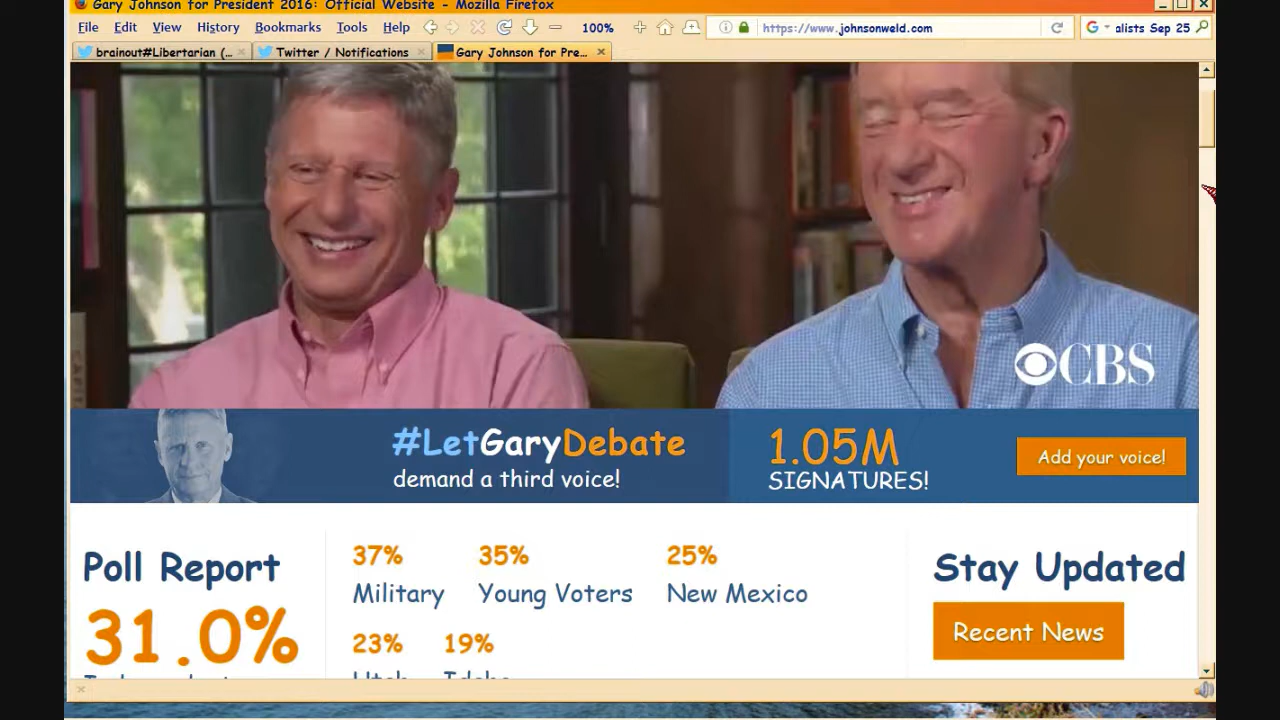 Gary Johnson for President 2016: Official Website - Mozilla Firefox
File Edit View History Bookmarks Tools Help 100% https://www.johnsonweld.com alists Sep 25
brainout#Libertarian (... Twitter / Notifications Gary Johnson for Pre...
CBS
#LetGaryDebate
demand a third voice!
1.05M
SIGNATURES!
Add your voice!
Poll Report
31.0%
37% 35% 25%
Military Young Voters New Mexico
23% 19%
Utah Idaho
Stay Updated
Recent News